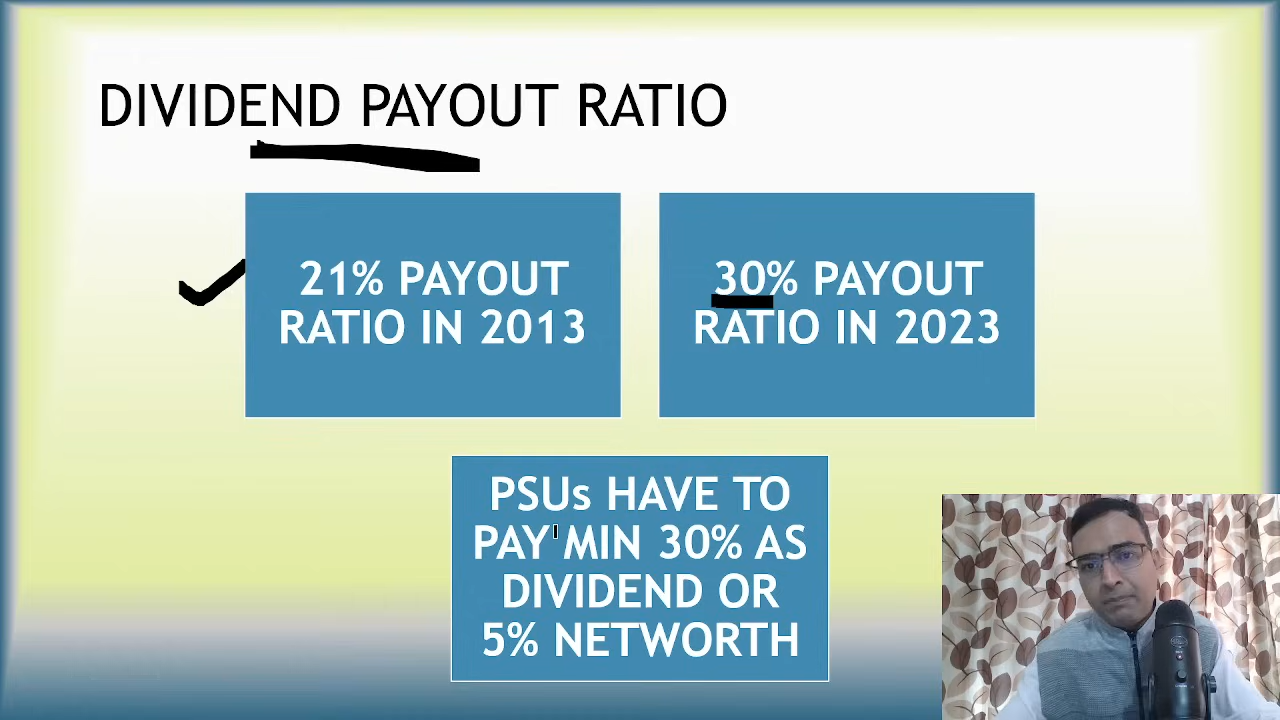 DIVIDEND PAYOUT RATIO
21% PAYOUT
RATIO IN 2013
30% PAYOUT
RATIO IN 2023
PSUs HAVE TO
PAY MIN 30% AS
DIVIDEND OR
5% NETWORTH